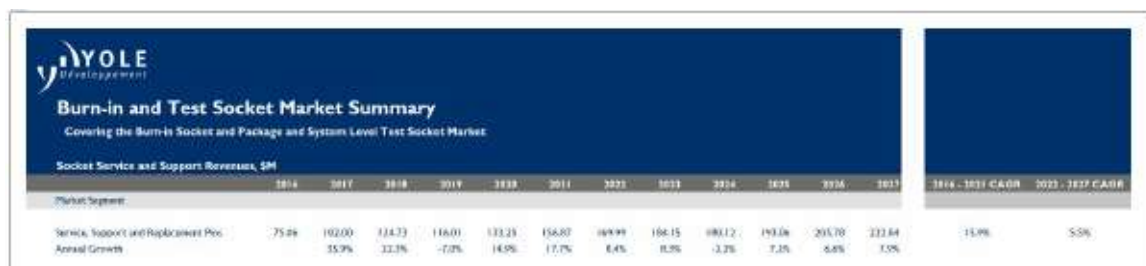 YOLE
Développement
Burn-in and Test Socket Market Summary
Covering the Burn-in Socket and Package and System Level Test Socket Market
Socket Service and Support Revenues, $M
2016 2017 2018 2019 2020 2021 2022 2023 2024 2025 2026 2027 2016 - 2021 CAGR 2022 - 2027 CAGR
Market Segment
Service, Support and Replacement Pins 75.06 102.00 124.73 116.01 133.25 156.87 169.99 184.15 180.12 193.06 205.78 222.04 15.9% 5.5%
Annual Growth 35.9% 22.3% -7.0% 14.9% 17.7% 8.4% 8.3% -2.2% 7.2% 6.6% 7.9%